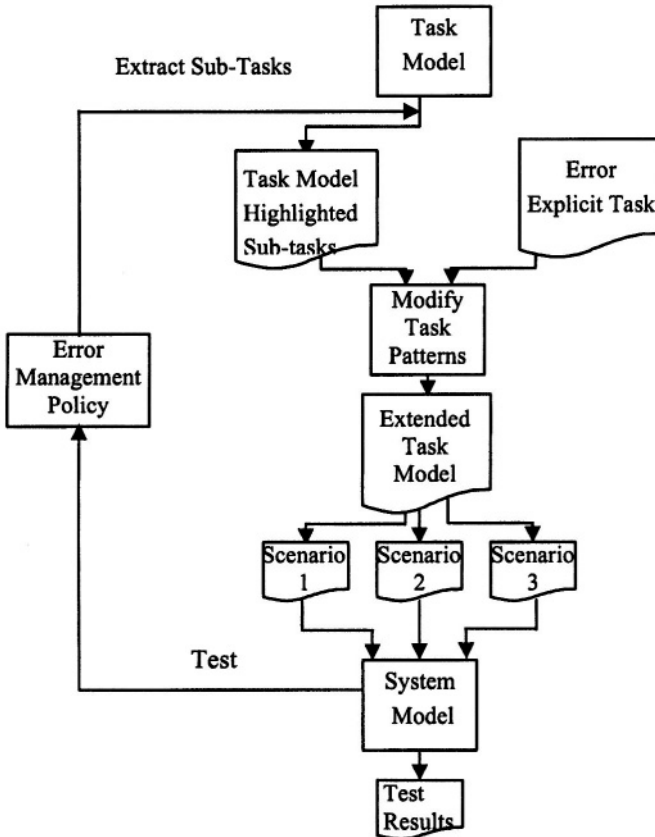 Task
Model
Extract Sub-Tasks
Task Model
Highlighted
Sub-tasks
Error
Explicit Task
Modify
Task
Patterns
Error
Management
Policy
Extended
Task
Model
Scenario
1
Scenario
2
Scenario
3
Test
System
Model
Test
Results